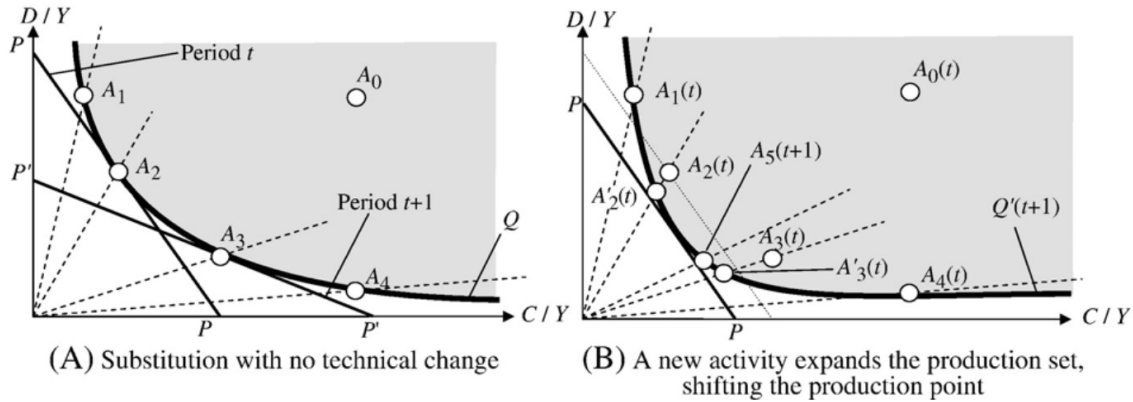 D / Y
P
Period t
A0
A1
A2
P'
Period t+1
Q
A3
A4
P
P'
C / Y
(A) Substitution with no technical change
D / Y
A0(t)
A1(t)
P
A5(t+1)
A2(t)
A'2(t)
Q'(t+1)
A3(t)
A'3(t)
A4(t)
P
C / Y
(B) A new activity expands the production set,
shifting the production point